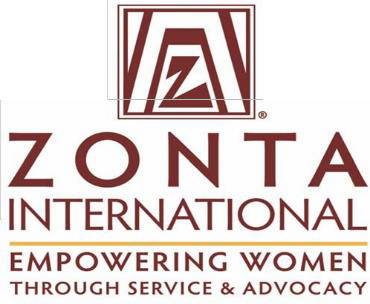 Z
®
ZONTA
INTERNATIONAL
EMPOWERING WOMEN
THROUGH SERVICE & ADVOCACY